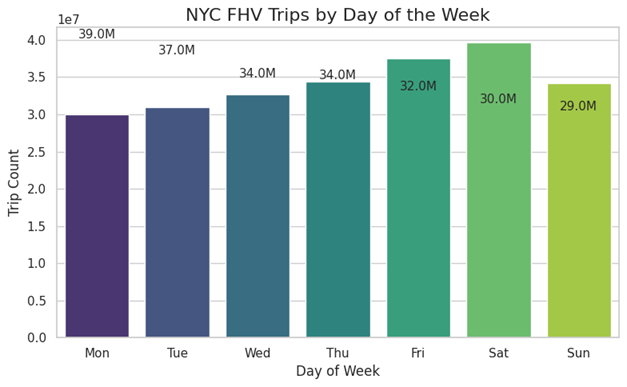 NYC FHV Trips by Day of the Week
1e7
4.0
3.5
3.0
2.5
2.0
1.5
1.0
0.5
0.0
Trip Count
39.0M
37.0M
34.0M
34.0M
32.0M
30.0M
29.0M
Mon Tue Wed Thu Fri Sat Sun
Day of Week